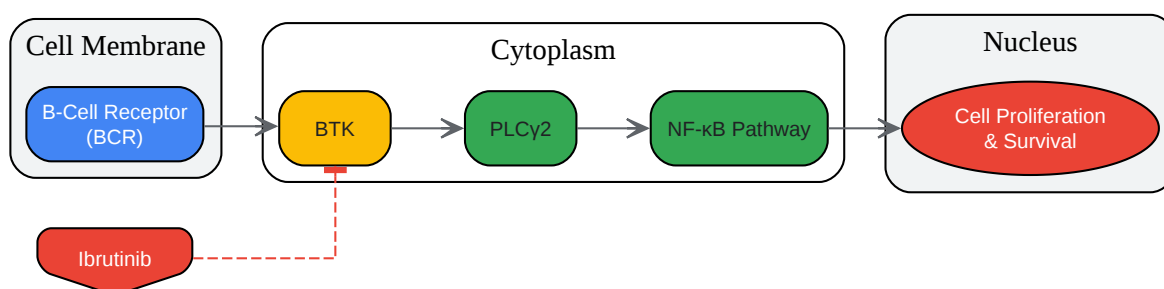 Cell Membrane
B-Cell Receptor
(BCR)
Cytoplasm
BTK
PLCγ2
NF-κB Pathway
Nucleus
Cell Proliferation
& Survival
Ibrutinib